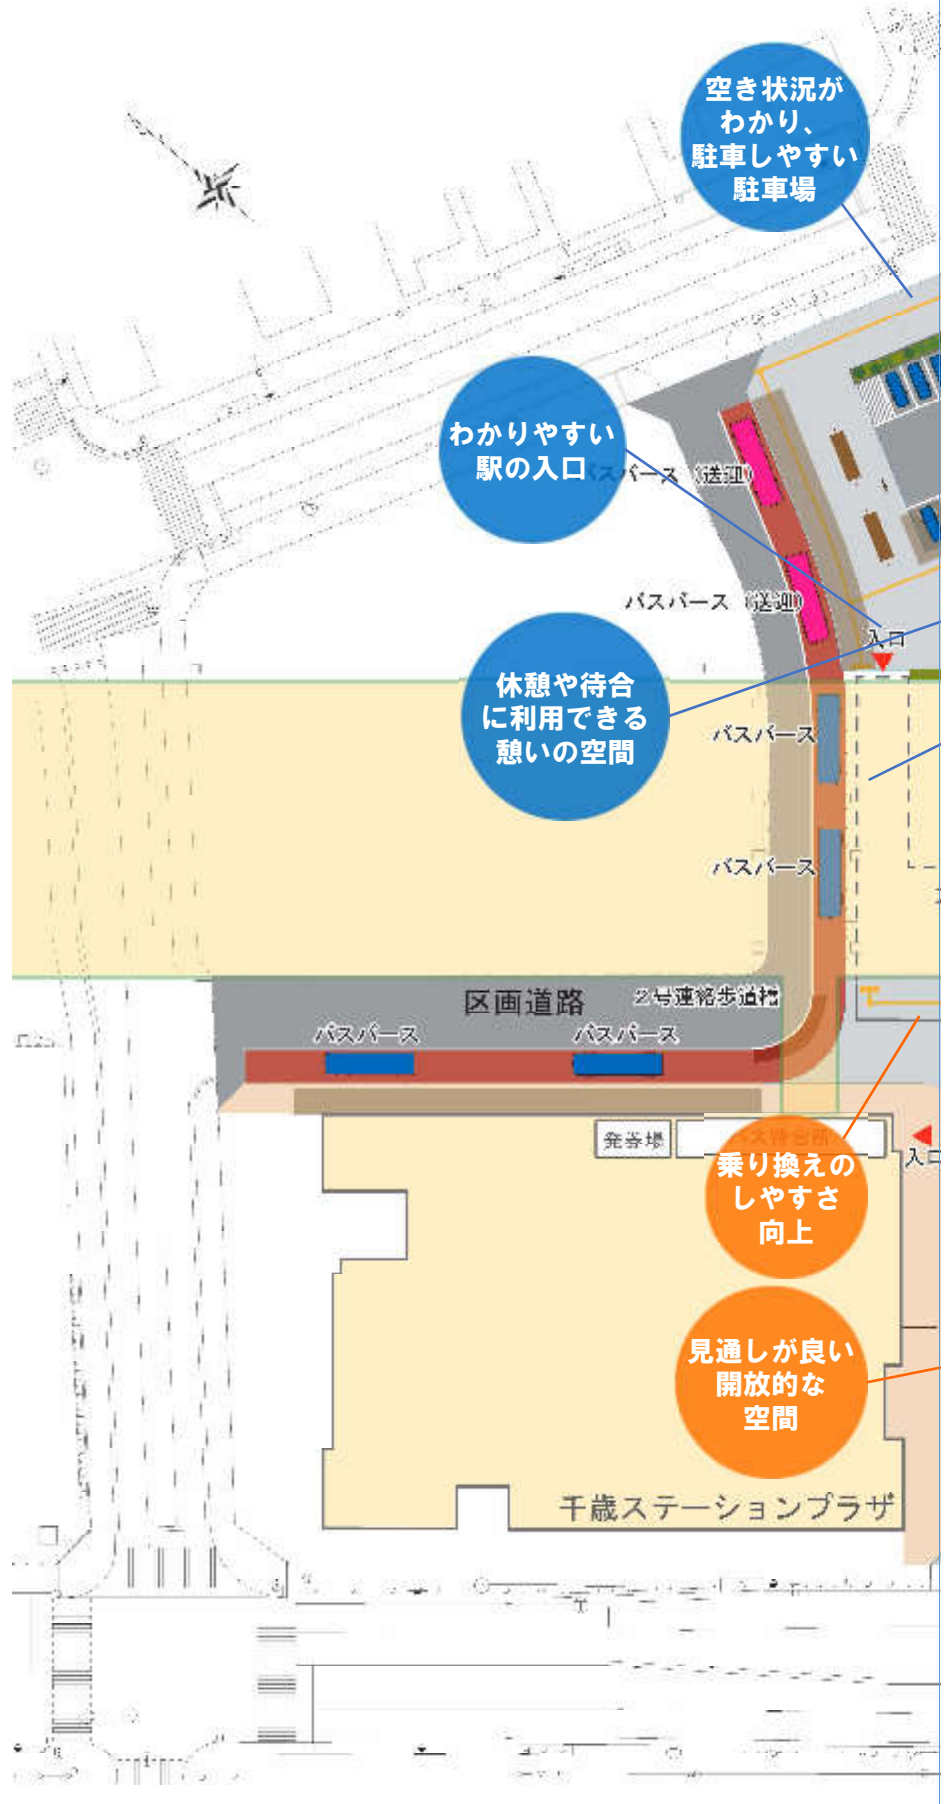 空き状況が
わかり、
駐車しやすい
駐車場
わかりやすい
駅の入口
バスバース（送迎）
バスバース（送迎）
入口
休憩や待合
に利用できる
憩いの空間
バスバース
バスバース
区画道路
２号連絡歩道橋
バスバース
バスバース
発券場
バス待合所
入口
乗り換えの
しやすさ
向上
見通しが良い
開放的な
空間
千歳ステーションプラザ